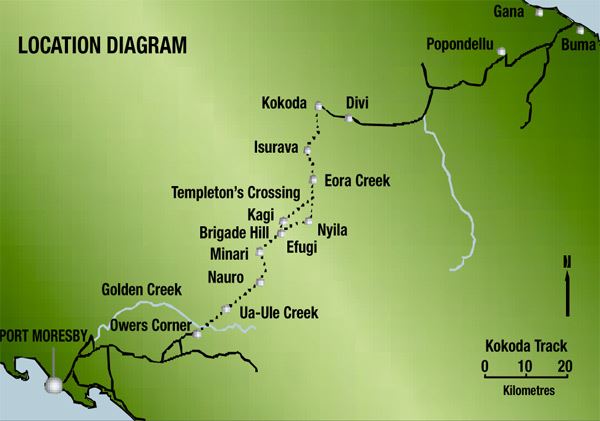 LOCATION DIAGRAM
Gana
Popondellu
Buma
Kokoda
Divi
Isurava
Eora Creek
Templeton's Crossing
Kagi
Nyila
Brigade Hill
Efugi
Minari
Nauro
Golden Creek
Ua-Ule Creek
Owers Corner
PORT MORESBY
N
Kokoda Track
0 10 20
Kilometres